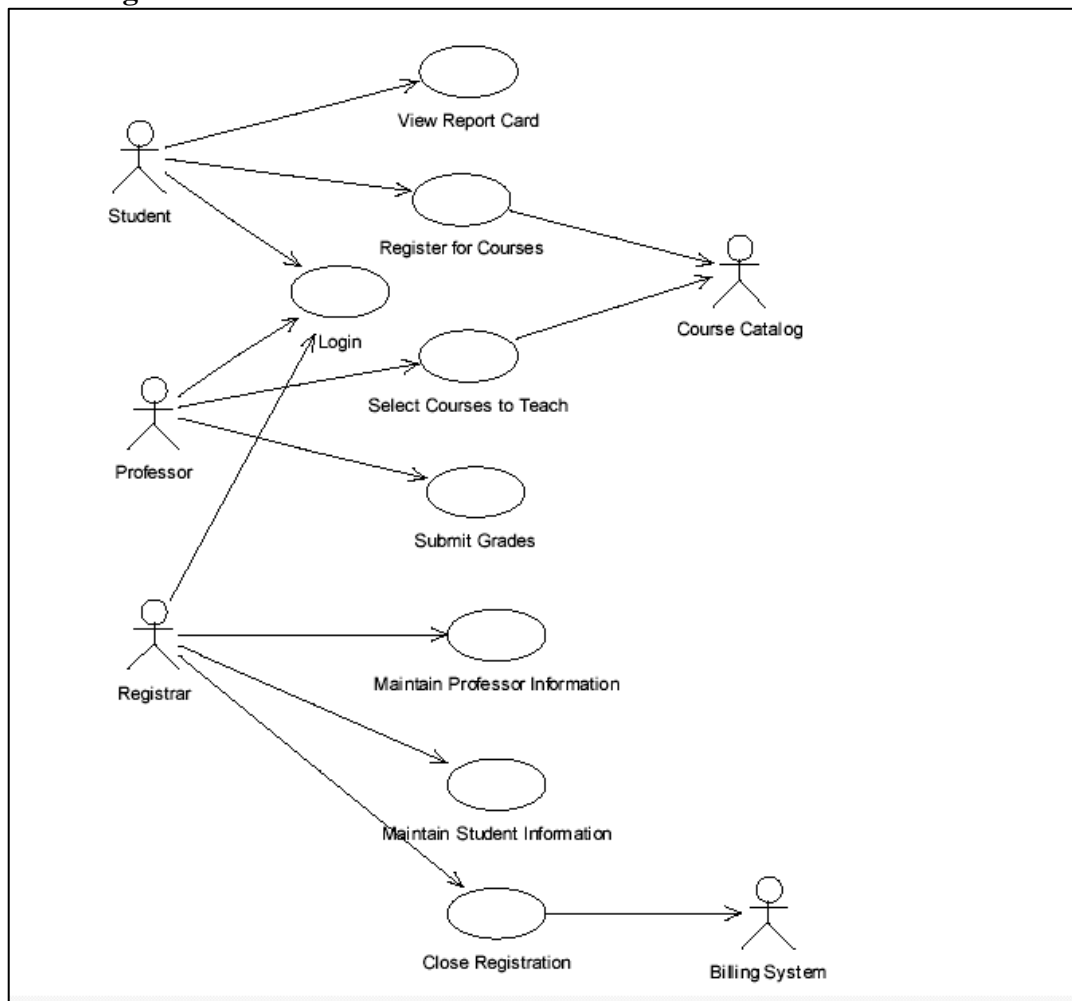 View Report Card
Student
Register for Courses
Course Catalog
Login
Select Courses to Teach
Professor
Submit Grades
Maintain Professor Information
Registrar
Maintain Student Information
Close Registration
Billing System